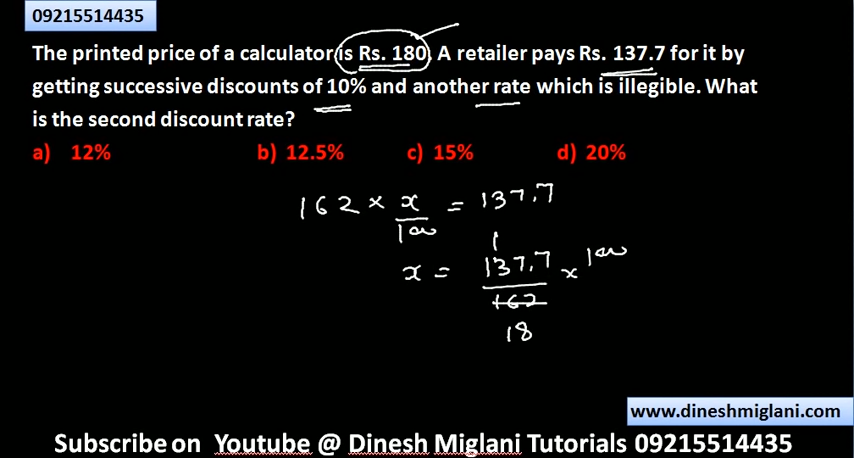 09215514435
The printed price of a calculator is Rs. 180. A retailer pays Rs. 137.7 for it by
getting successive discounts of 10% and another rate which is illegible. What
is the second discount rate?
a) 12% b) 12.5% c) 15% d) 20%
162 × x/100 = 137.7
1
x = 137.7/162 × 100
18
www.dineshmiglani.com
Subscribe on Youtube @ Dinesh Miglani Tutorials 09215514435